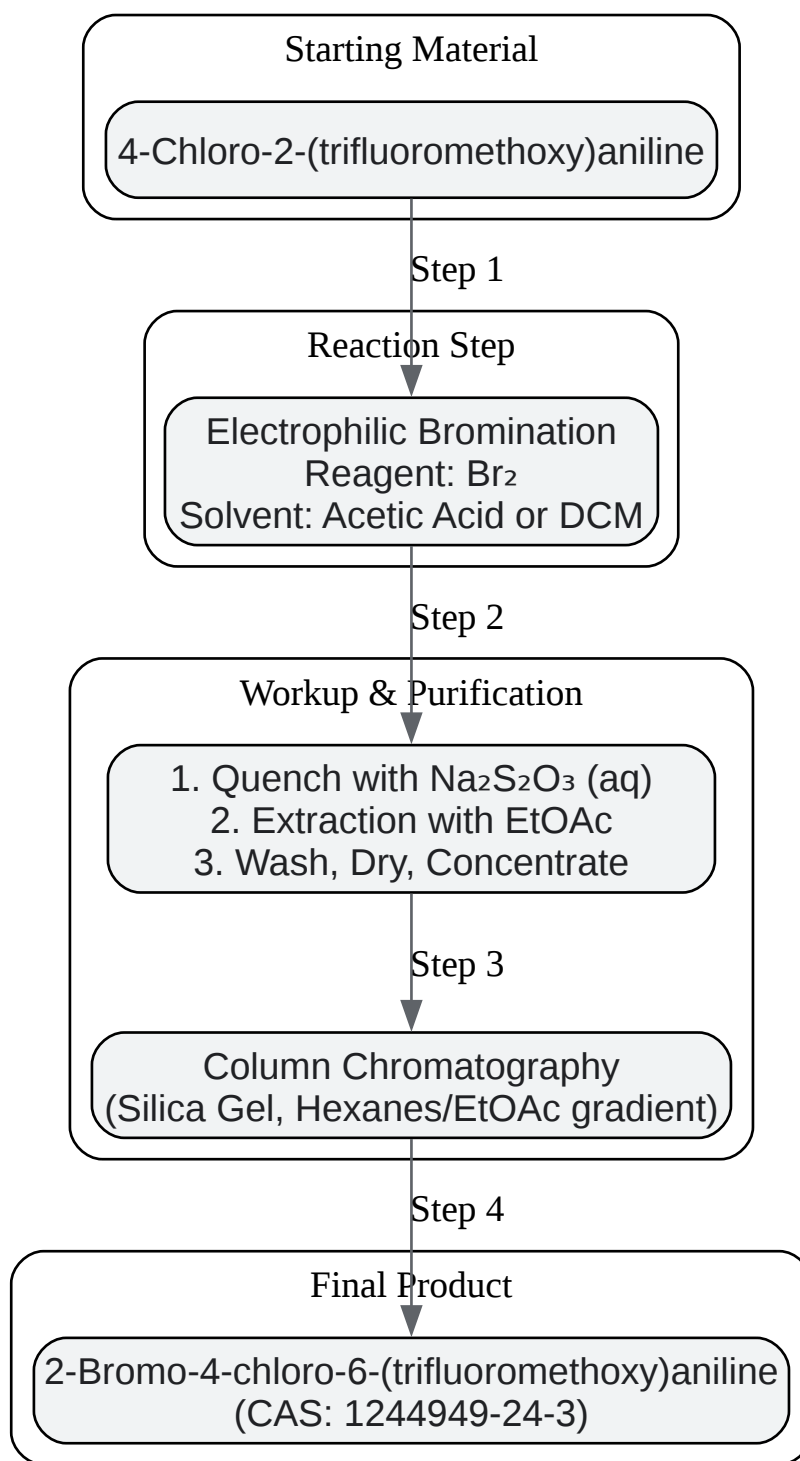 Starting Material
4-Chloro-2-(trifluoromethoxy)aniline
Step 1
Reaction Step
Electrophilic Bromination
Reagent: Br₂
Solvent: Acetic Acid or DCM
Step 2
Workup & Purification
1. Quench with Na₂S₂O₃ (aq)
2. Extraction with EtOAc
3. Wash, Dry, Concentrate
Step 3
Column Chromatography
(Silica Gel, Hexanes/EtOAc gradient)
Step 4
Final Product
2-Bromo-4-chloro-6-(trifluoromethoxy)aniline
(CAS: 1244949-24-3)